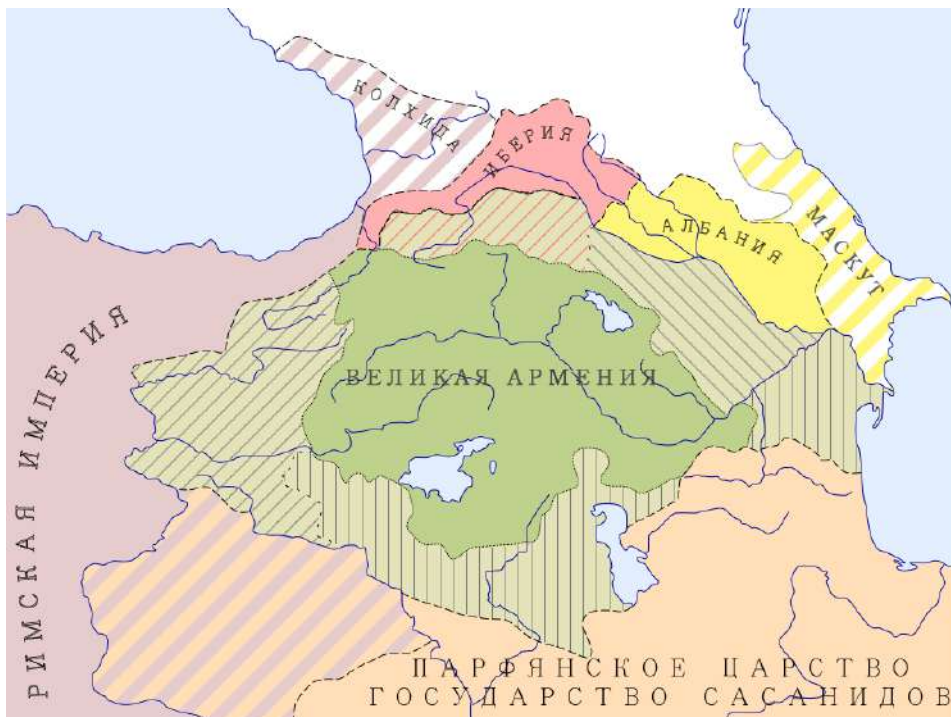 КОЛХИДА
ИБЕРИЯ
АЛБАНИЯ
МАСКУТ
ВЕЛИКАЯ АРМЕНИЯ
РИМСКАЯ ИМПЕРИЯ
ПАРФЯНСКОЕ ЦАРСТВО
ГОСУДАРСТВО САСАНИДОВ